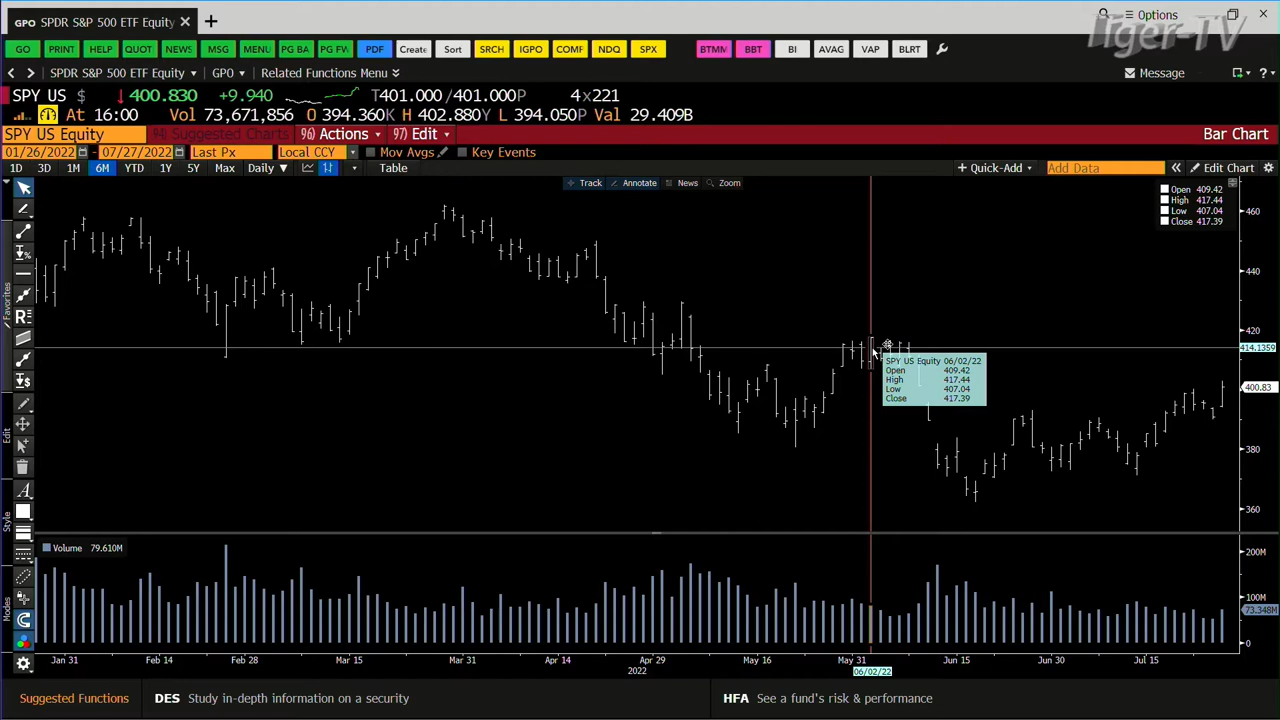 GPO SPDR S&P 500 ETF Equity
Options
Tiger-TV
GO PRINT HELP QUOT NEWS MSG MENU PG BA PG FW PDF Create Sort SRCH IGPO COMF NDQ SPX BTMM BBT BI AVAG VAP BLRT
SPDR S&P 500 ETF Equity GPO Related Functions Menu Message
SPY US $ 400.830 +9.940 T401.000/401.000P 4x221
At 16:00 Vol 73,671,856 O 394.360K H 402.880Y L 394.050P Val 29.409B
SPY US Equity 94) Suggested Charts 96) Actions 97) Edit Bar Chart
01/26/2022 - 07/27/2022 Last Px Local CCY Mov Avgs Key Events
1D 3D 1M 6M YTD 1Y 5Y Max Daily Table + Quick-Add Add Data Edit Chart
Track Annotate News Zoom
Open 409.42
High 417.44
Low 407.04
Close 417.39
460
440
420
414.1359
400.83
380
360
SPY US Equity 06/02/22
Open 409.42
High 417.44
Low 407.04
Close 417.39
Favorites
Edit
Style
Modes
Volume 79.610M
200M
100M
73.348M
0
Jan 31 Feb 14 Feb 28 Mar 15 Mar 31 Apr 14 Apr 29 May 16 May 31 Jun 15 Jun 30 Jul 15
2022
06/02/22
Suggested Functions DES Study in-depth information on a security HFA See a fund's risk & performance